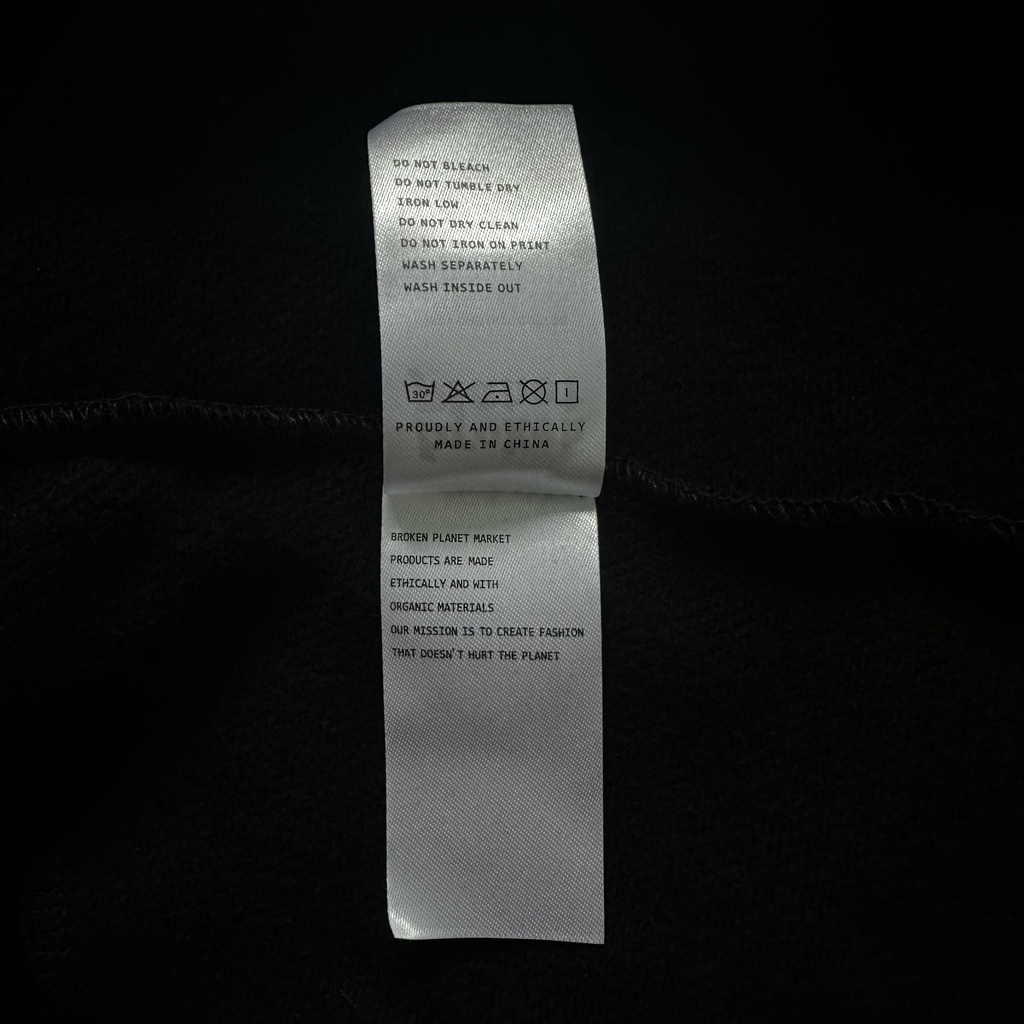 DO NOT BLEACH
DO NOT TUMBLE DRY
IRON LOW
DO NOT DRY CLEAN
DO NOT IRON ON PRINT
WASH SEPARATELY
WASH INSIDE OUT
30°
PROUDLY AND ETHICALLY
MADE IN CHINA
BROKEN PLANET MARKET
PRODUCTS ARE MADE
ETHICALLY AND WITH
ORGANIC MATERIALS
OUR MISSION IS TO CREATE FASHION
THAT DOESN'T HURT THE PLANET